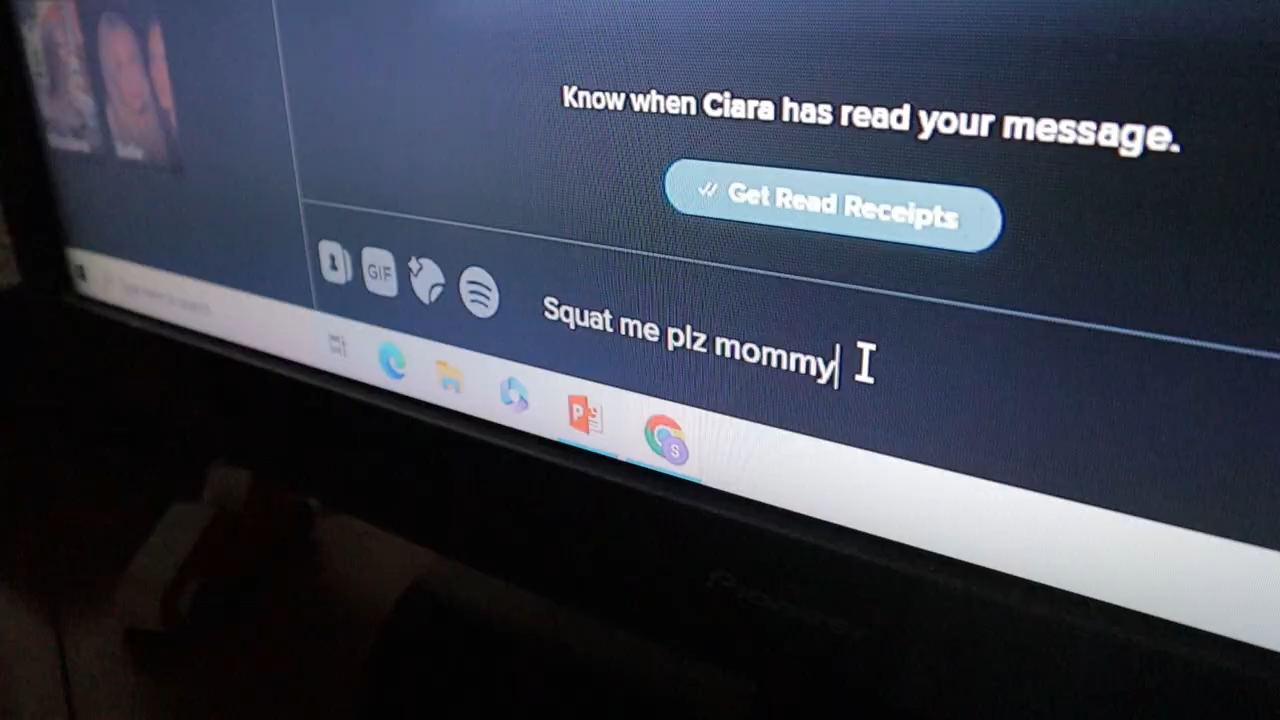 Know when Ciara has read your message.
Get Read Receipts
GIF
Squat me plz mommy
P
S